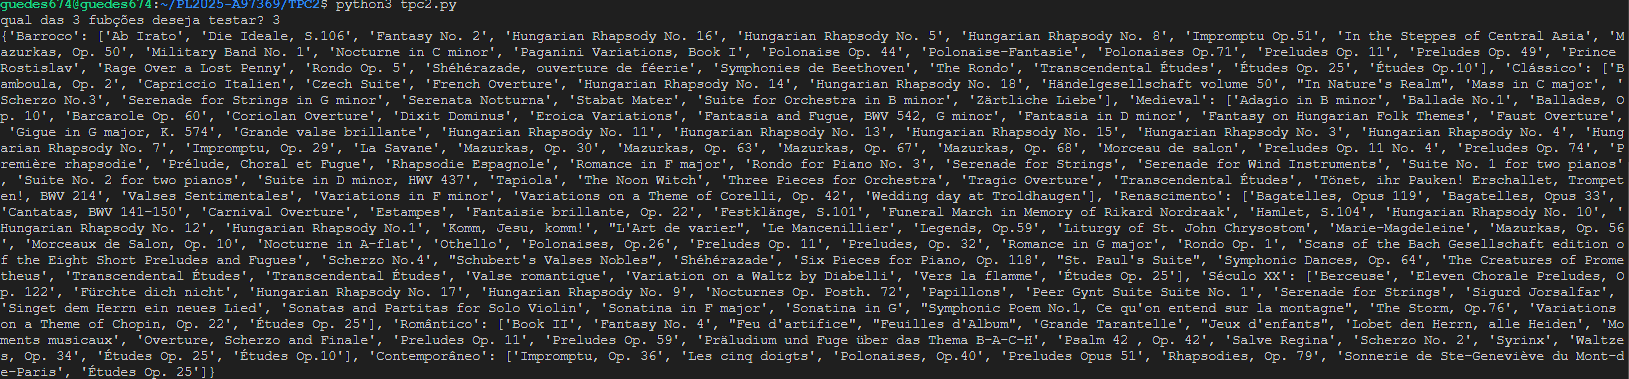 guedes674@guedes674:~/PL2025-A97369/TPC2$ python3 tpc2.py
qual das 3 fubções deseja testar? 3
{'Barroco': ['Ab Irato', 'Die Ideale, S.106', 'Fantasy No. 2', 'Hungarian Rhapsody No. 16', 'Hungarian Rhapsody No. 5', 'Hungarian Rhapsody No. 8', 'Impromptu Op.51', 'In the Steppes of Central Asia', 'M
azurkas, Op. 50', 'Military Band No. 1', 'Nocturne in C minor', 'Paganini Variations, Book I', 'Polonaise Op. 44', 'Polonaise-Fantasie', 'Polonaises Op.71', 'Preludes Op. 11', 'Preludes Op. 49', 'Prince
Rostislav', 'Rage Over a Lost Penny', 'Rondo Op. 5', 'Shéhérazade, ouverture de féerie', 'Symphonies de Beethoven', 'The Rondo', 'Transcendental Études', 'Études Op. 25', 'Études Op.10'], 'Clássico': ['B
amboula, Op. 2', 'Capriccio Italien', 'Czech Suite', 'French Overture', 'Hungarian Rhapsody No. 14', 'Hungarian Rhapsody No. 18', 'Händelgesellschaft volume 50', "In Nature's Realm", 'Mass in C major', '
Scherzo No.3', 'Serenade for Strings in G minor', 'Serenata Notturna', 'Stabat Mater', 'Suite for Orchestra in B minor', 'Zärtliche Liebe'], 'Medieval': ['Adagio in B minor', 'Ballade No.1', 'Ballades, O
p. 10', 'Barcarole Op. 60', 'Coriolan Overture', 'Dixit Dominus', 'Eroica Variations', 'Fantasia and Fugue, BWV 542, G minor', 'Fantasia in D minor', 'Fantasy on Hungarian Folk Themes', 'Faust Overture',
'Gigue in G major, K. 574', 'Grande valse brillante', 'Hungarian Rhapsody No. 11', 'Hungarian Rhapsody No. 13', 'Hungarian Rhapsody No. 15', 'Hungarian Rhapsody No. 3', 'Hungarian Rhapsody No. 4', 'Hung
arian Rhapsody No. 7', 'Impromptu, Op. 29', 'La Savane', 'Mazurkas, Op. 30', 'Mazurkas, Op. 63', 'Mazurkas, Op. 67', 'Mazurkas, Op. 68', 'Morceau de salon', 'Preludes Op. 11 No. 4', 'Preludes Op. 74', 'P
remière rhapsodie', 'Prélude, Choral et Fugue', 'Rhapsodie Espagnole', 'Romance in F major', 'Rondo for Piano No. 3', 'Serenade for Strings', 'Serenade for Wind Instruments', 'Suite No. 1 for two pianos'
, 'Suite No. 2 for two pianos', 'Suite in D minor, HWV 437', 'Tapiola', 'The Noon Witch', 'Three Pieces for Orchestra', 'Tragic Overture', 'Transcendental Études', 'Tönet, ihr Pauken! Erschallet, Trompet
en!, BWV 214', 'Valses Sentimentales', 'Variations in F minor', 'Variations on a Theme of Corelli, Op. 42', 'Wedding day at Troldhaugen'], 'Renascimento': ['Bagatelles, Opus 119', 'Bagatelles, Opus 33',
'Cantatas, BWV 141-150', 'Carnival Overture', 'Estampes', 'Fantaisie brillante, Op. 22', 'Festklänge, S.101', 'Funeral March in Memory of Rikard Nordraak', 'Hamlet, S.104', 'Hungarian Rhapsody No. 10', '
Hungarian Rhapsody No. 12', 'Hungarian Rhapsody No.1', 'Komm, Jesu, komm!', "L'Art de varier", 'Le Mancenillier', 'Legends, Op.59', 'Liturgy of St. John Chrysostom', 'Marie-Magdeleine', 'Mazurkas, Op. 56
', 'Morceaux de Salon, Op. 10', 'Nocturne in A-flat', 'Othello', 'Polonaises, Op.26', 'Preludes Op. 11', 'Preludes, Op. 32', 'Romance in G major', 'Rondo Op. 1', 'Scans of the Bach Gesellschaft edition o
f the Eight Short Preludes and Fugues', 'Scherzo No.4', "Schubert's Valses Nobles", 'Shéhérazade', 'Six Pieces for Piano, Op. 118', "St. Paul's Suite", 'Symphonic Dances, Op. 64', 'The Creatures of Prome
theus', 'Transcendental Études', 'Transcendental Études', 'Valse romantique', 'Variation on a Waltz by Diabelli', 'Vers la flamme', 'Études Op. 25'], 'Século XX': ['Berceuse', 'Eleven Chorale Preludes, O
p. 122', 'Fürchte dich nicht', 'Hungarian Rhapsody No. 17', 'Hungarian Rhapsody No. 9', 'Nocturnes Op. Posth. 72', 'Papillons', 'Peer Gynt Suite Suite No. 1', 'Serenade for Strings', 'Sigurd Jorsalfar',
'Singet dem Herrn ein neues Lied', 'Sonatas and Partitas for Solo Violin', 'Sonatina in F major', 'Sonatina in G', "Symphonic Poem No.1, Ce qu'on entend sur la montagne", 'The Storm, Op.76', 'Variations
on a Theme of Chopin, Op. 22', 'Études Op. 25'], 'Romântico': ['Book II', 'Fantasy No. 4', "Feu d'artifice", "Feuilles d'Album", 'Grande Tarantelle', "Jeux d'enfants", 'Lobet den Herrn, alle Heiden', 'Mo
ments musicaux', 'Overture, Scherzo and Finale', 'Preludes Op. 11', 'Preludes Op. 59', 'Präludium und Fuge über das Thema B-A-C-H', 'Psalm 42 , Op. 42', 'Salve Regina', 'Scherzo No. 2', 'Syrinx', 'Waltze
s, Op. 34', 'Études Op. 25', 'Études Op.10'], 'Contemporâneo': ['Impromptu, Op. 36', 'Les cinq doigts', 'Polonaises, Op.40', 'Preludes Opus 51', 'Rhapsodies, Op. 79', 'Sonnerie de Ste-Geneviève du Mont-d
e-Paris', 'Études Op. 25']}